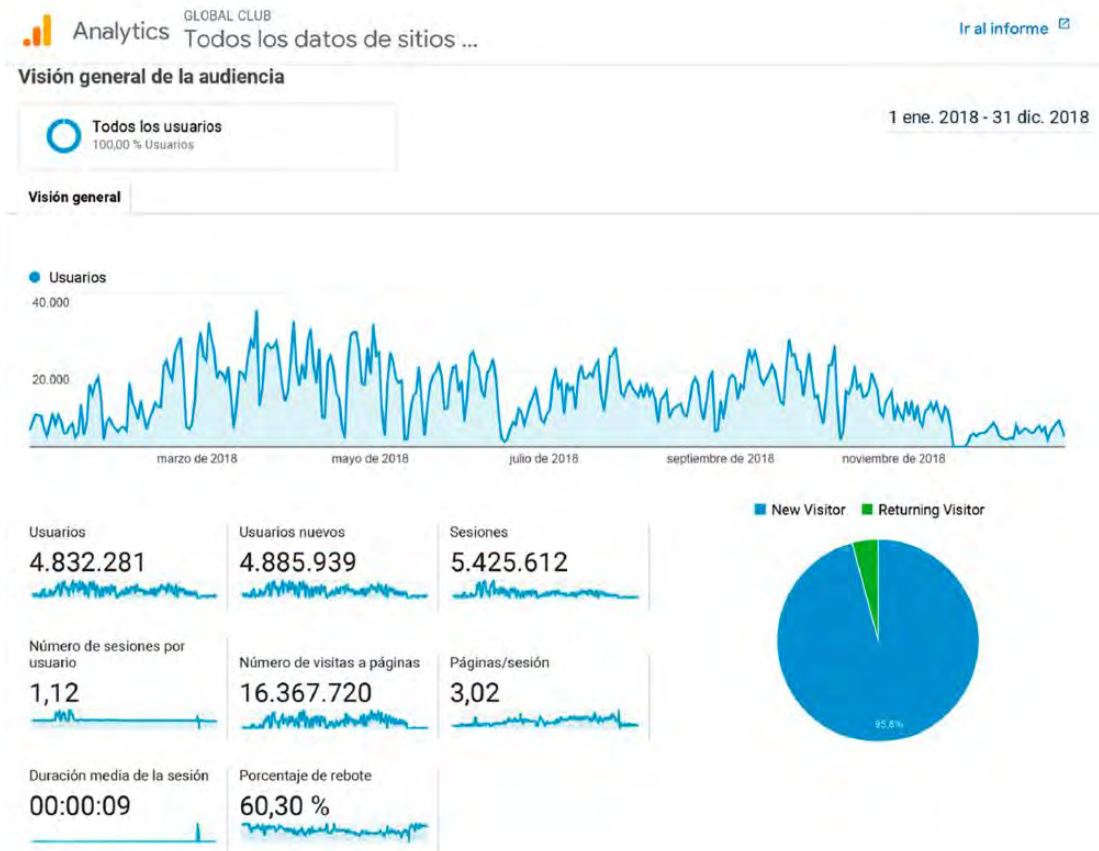 GLOBAL CLUB
Analytics Todos los datos de sitios ...
Ir al informe
Visión general de la audiencia
Todos los usuarios
100,00 % Usuarios
1 ene. 2018 - 31 dic. 2018
Visión general
Usuarios
40.000
20.000
marzo de 2018 mayo de 2018 julio de 2018 septiembre de 2018 noviembre de 2018
New Visitor Returning Visitor
Usuarios Usuarios nuevos Sesiones
4.832.281 4.885.939 5.425.612
Número de sesiones por
usuario
Número de visitas a páginas Páginas/sesión
1,12 16.367.720 3,02
95,8%
Duración media de la sesión Porcentaje de rebote
00:00:09 60,30 %